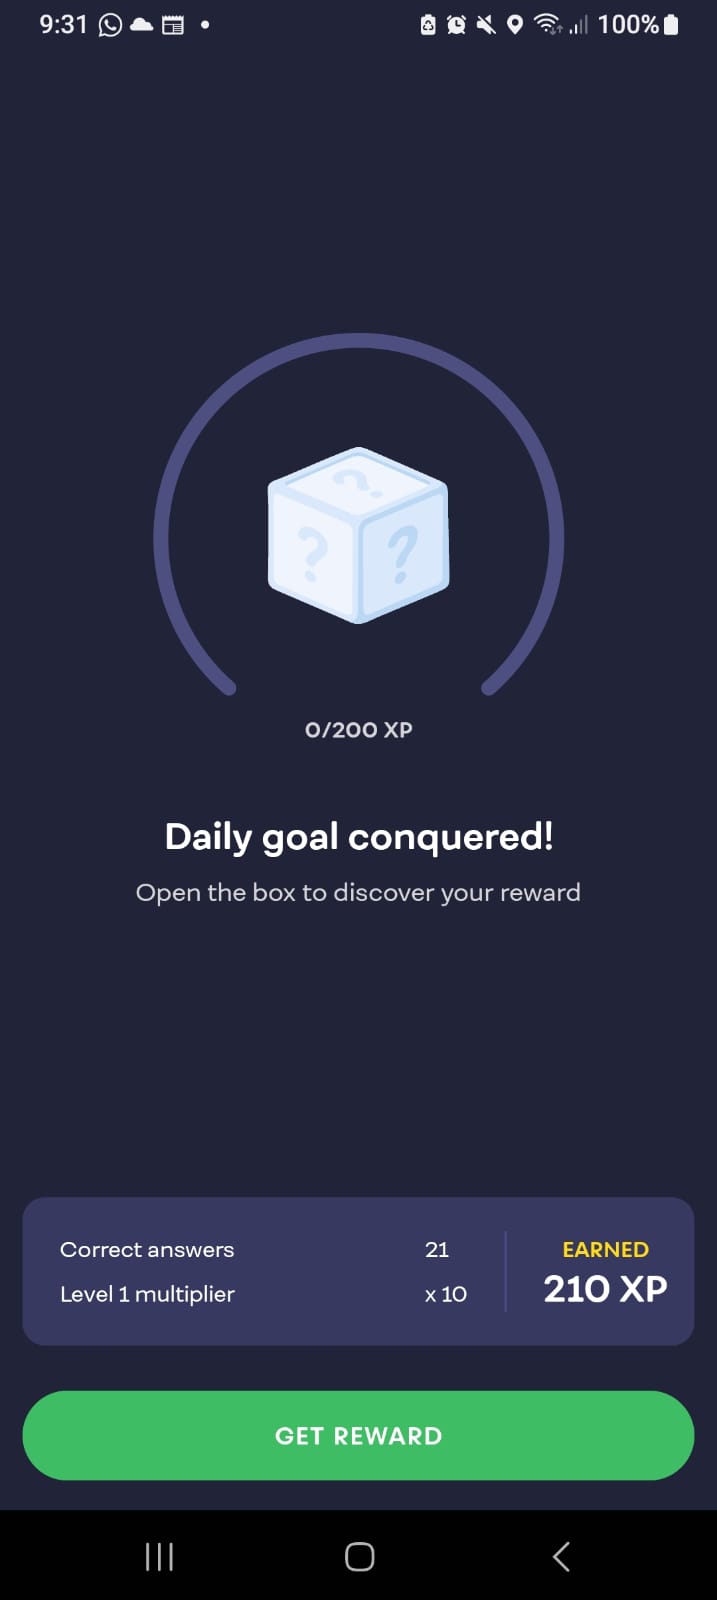 9:31 100%
? ? ?
0/200 XP
Daily goal conquered!
Open the box to discover your reward
Correct answers 21
Level 1 multiplier x 10
EARNED
210 XP
GET REWARD